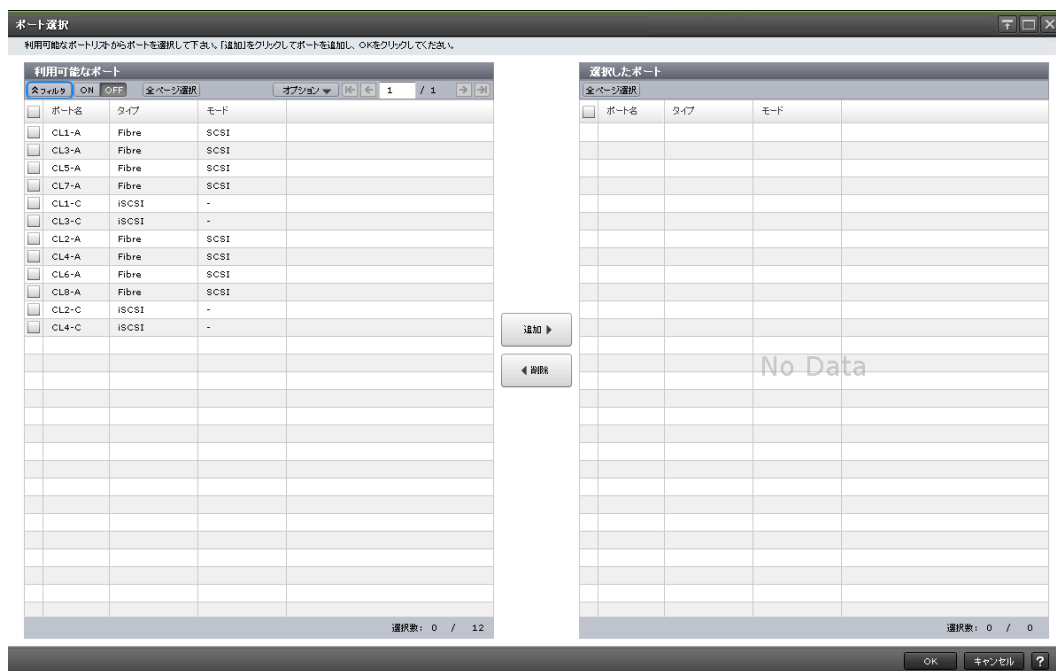 ポート選択
利用可能なポートリストからポートを選択して下さい。「追加」をクリックしてポートを追加し、OKをクリックしてください。
利用可能なポート
フィルタ ON OFF 全ページ選択 オプション 1 / 1
ポート名 タイプ モード
CL1-A Fibre SCSI
CL3-A Fibre SCSI
CL5-A Fibre SCSI
CL7-A Fibre SCSI
CL1-C iSCSI -
CL3-C iSCSI -
CL2-A Fibre SCSI
CL4-A Fibre SCSI
CL6-A Fibre SCSI
CL8-A Fibre SCSI
CL2-C iSCSI -
CL4-C iSCSI -
選択数: 0 / 12
追加
削除
選択したポート
全ページ選択
ポート名 タイプ モード
No Data
選択数: 0 / 0
OK キャンセル ?